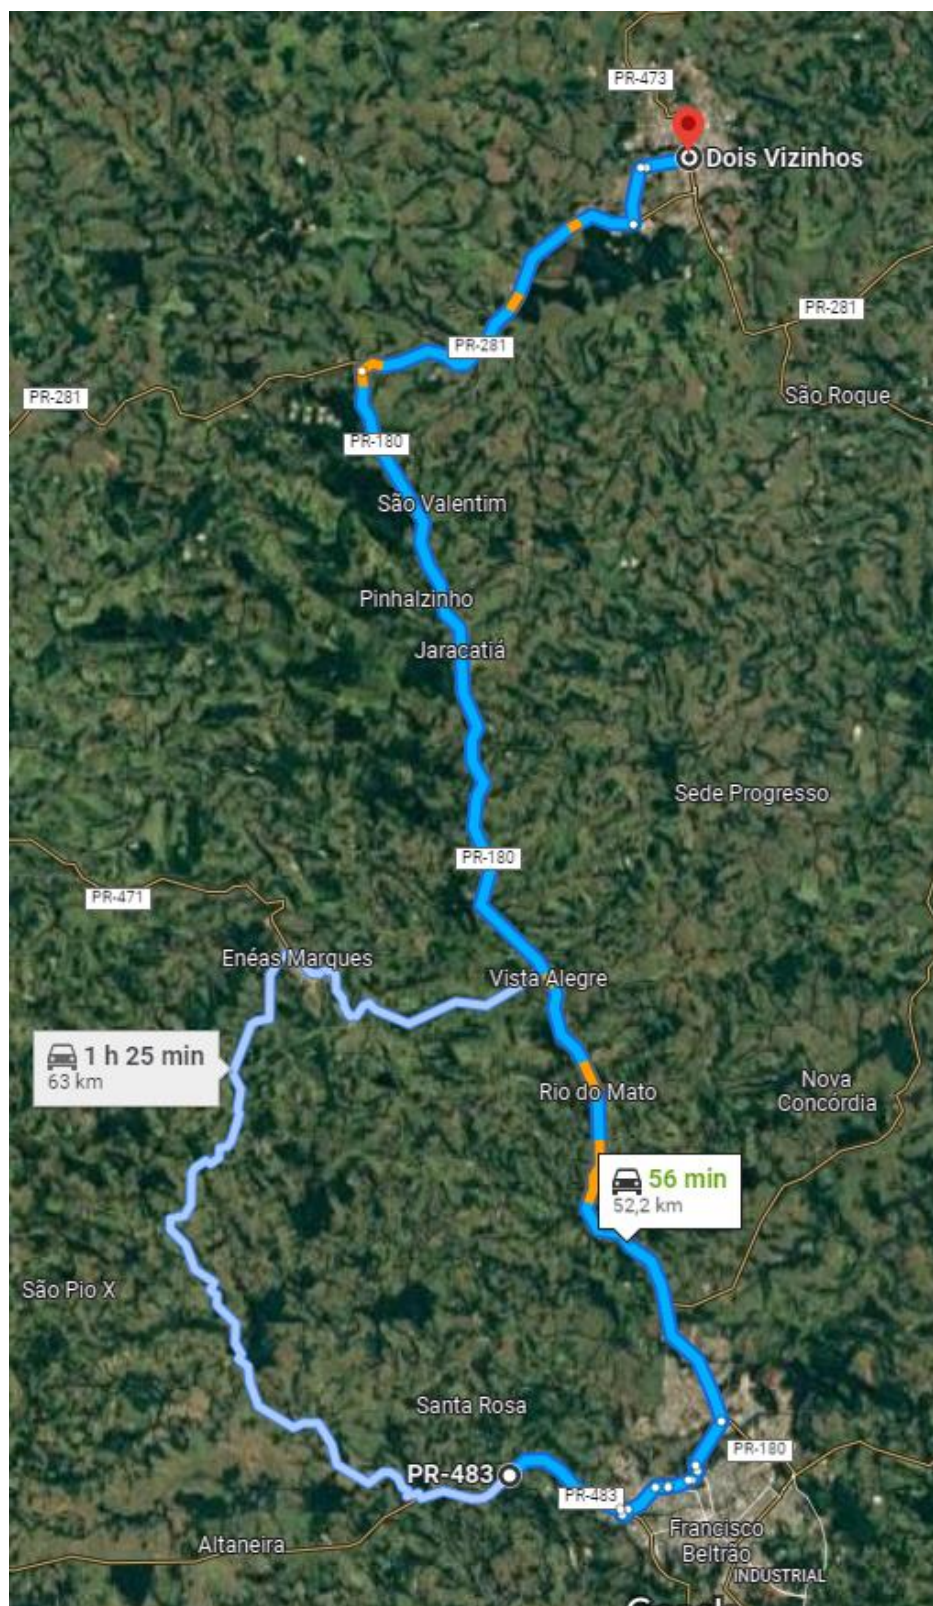 PR-473
Dois Vizinhos
PR-281
PR-281
PR-281
São Roque
PR-180
São Valentim
Pinhalzinho
Jaracatiá
Sede Progresso
PR-180
PR-471
Enéas Marques
Vista Alegre
1 h 25 min
63 km
Rio do Mato
Nova
Concórdia
56 min
52,2 km
São Pio X
Santa Rosa
PR-180
PR-483
PR-483
Altaneira
Francisco
Beltrão
INDUSTRIAL